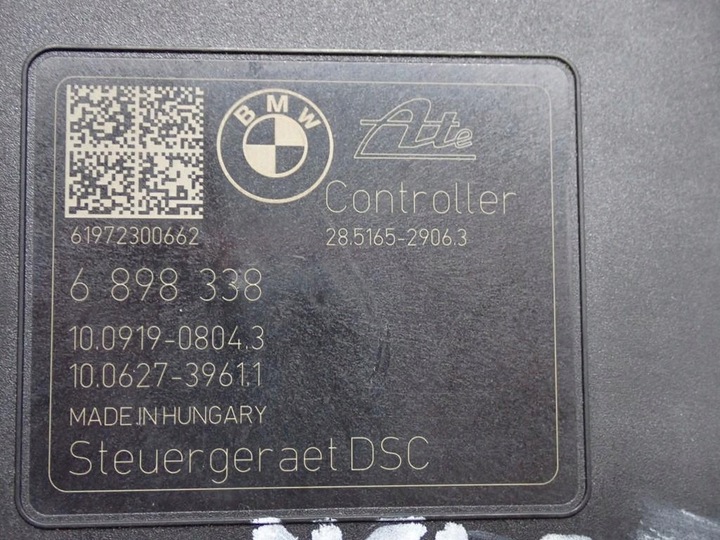 BMW
Ate
Controller
61972300662
28.5165-2906.3
6 898 338
10.0919-0804.3
10.0627-3961.1
MADE.IN HUNGARY
Steuergeraet DSC